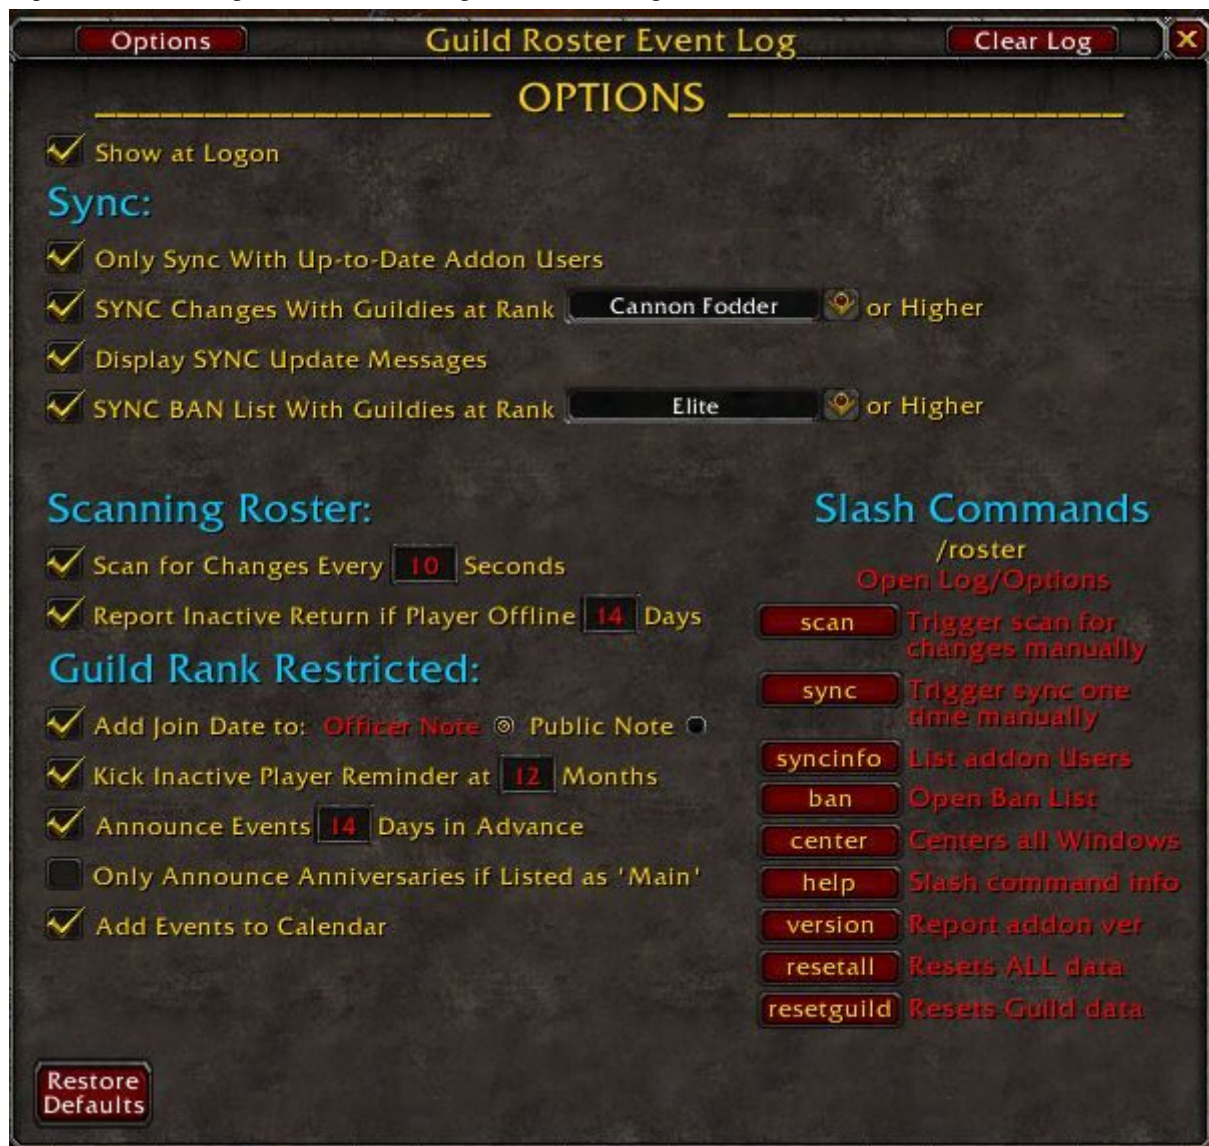 Options
Guild Roster Event Log
Clear Log
OPTIONS
Show at Logon
Sync:
Only Sync With Up-to-Date Addon Users
SYNC Changes With Guildies at Rank Cannon Fodder or Higher
Display SYNC Update Messages
SYNC BAN List With Guildies at Rank Elite or Higher
Scanning Roster:
Scan for Changes Every 10 Seconds
Report Inactive Return if Player Offline 14 Days
Guild Rank Restricted:
Add Join Date to: Officer Note Public Note
Kick Inactive Player Reminder at 12 Months
Announce Events 14 Days in Advance
Only Announce Anniversaries if Listed as 'Main'
Add Events to Calendar
Slash Commands
/roster
Open Log/Options
scan Trigger scan for
changes manually
sync Trigger sync one
time manually
syncinfo List addon Users
ban Open Ban List
center Centers all Windows
help Slash command info
version Report addon ver
resetall Resets ALL data
resetguild Resets Guild data
Restore
Defaults